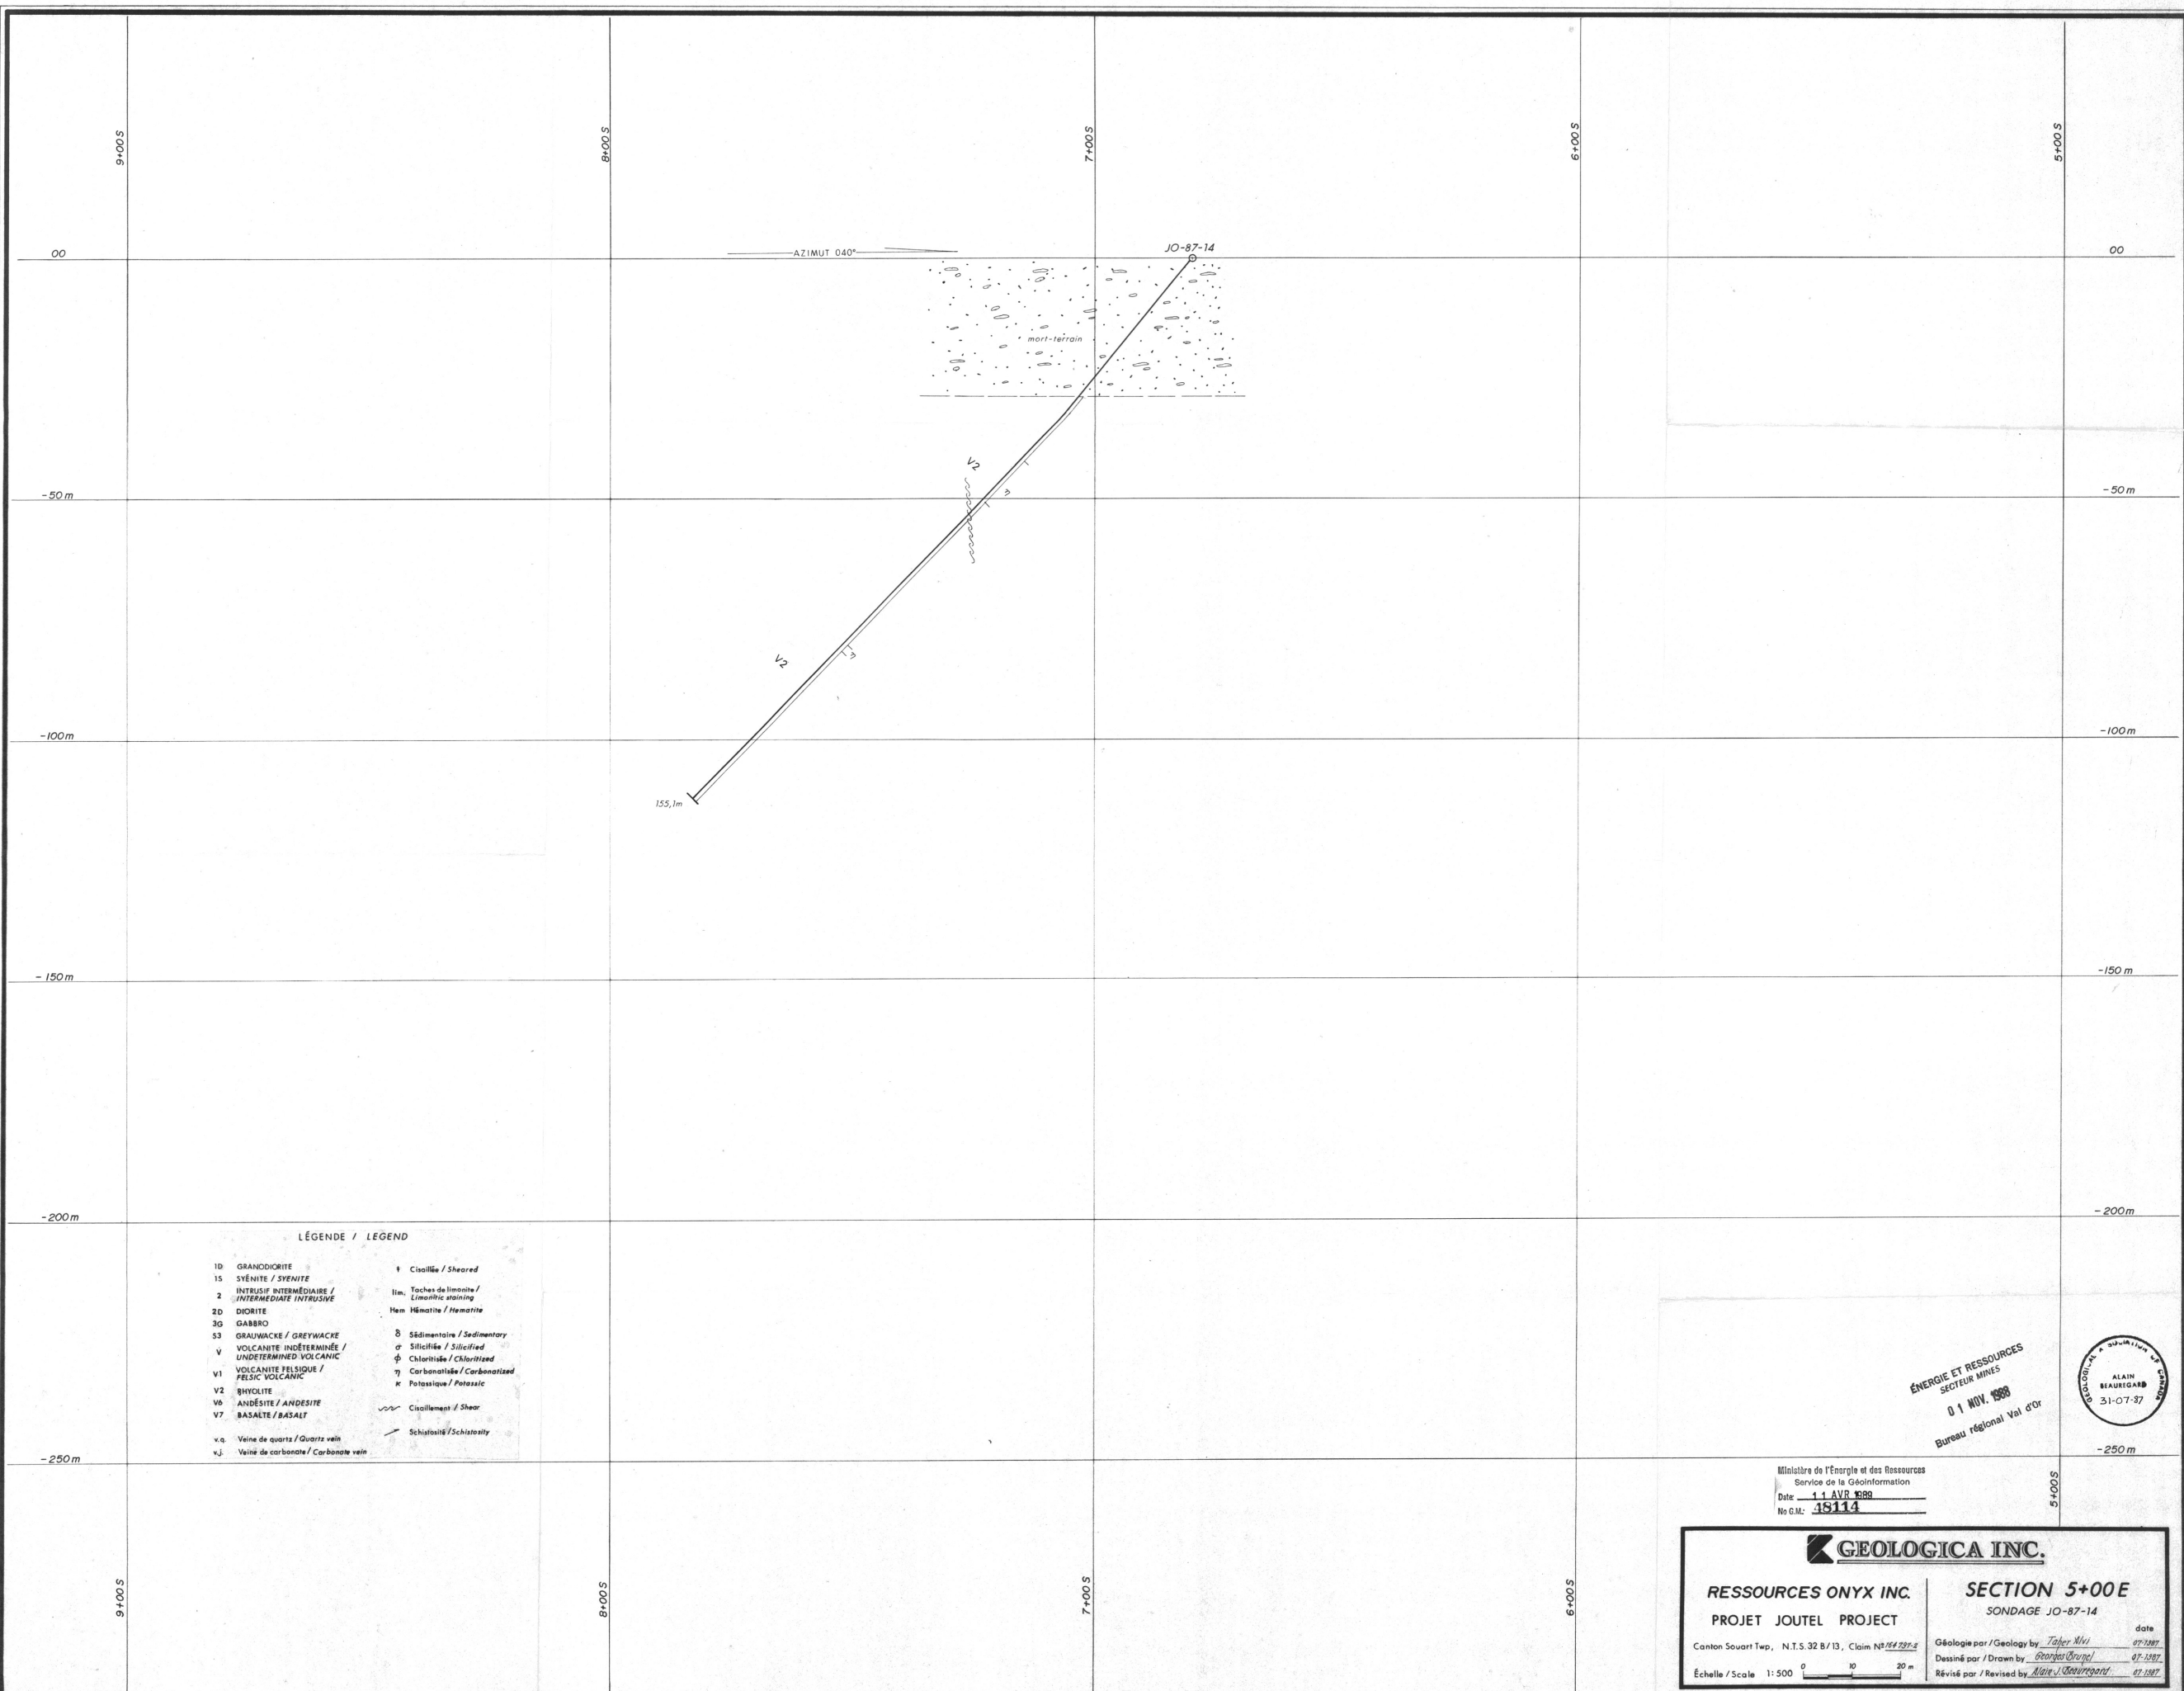 9+00S
8+00S
7+00S
6+00S
5+00S
00
AZIMUT 040°
JO-87-14
00
mort-terrain
V2
-50m
η
-50m
V2
η
-100m
-100m
155,1m
-150m
-150m
-200m
-200m
LÉGENDE / LEGEND
1D GRANODIORITE
1S SYÉNITE / SYENITE
2 INTRUSIF INTERMÉDIAIRE /
INTERMEDIATE INTRUSIVE
2D DIORITE
3G GABBRO
S3 GRAUWACKE / GREYWACKE
V VOLCANITE INDÉTERMINÉE /
UNDETERMINED VOLCANIC
V1 VOLCANITE FELSIQUE /
FELSIC VOLCANIC
V2 RHYOLITE
V6 ANDÉSITE / ANDESITE
V7 BASALTE / BASALT
v.q. Veine de quartz / Quartz vein
v.j. Veine de carbonate / Carbonate vein
Cisaillée / Sheared
lim. Taches de limonite /
Limonitic staining
Hem Hématite / Hematite
δ Sédimentaire / Sedimentary
σ Silicifiée / Silicified
ϕ Chloritisée / Chloritized
η Carbonatisée / Carbonatized
K Potassique / Potassic
Cisaillement / Shear
Schistosité / Schistosity
-250m
-250m
ÉNERGIE ET RESSOURCES
SECTEUR MINES
01 NOV. 1988
Bureau régional Val d'Or
GEOLOGICAL ASSOCIATION OF CANADA
ALAIN
BEAUREGARD
31-07-87
Ministère de l'Énergie et des Ressources
Service de la Géoinformation
Date: 11 AVR 1989
No G.M.: 48114
5+00S
9+00S
8+00S
7+00S
6+00S
GEOLOGICA INC.
RESSOURCES ONYX INC.
PROJET JOUTEL PROJECT
Canton Souart Twp, N.T.S. 32 B/13, Claim Nº
Échelle / Scale 1:500 0 10 20 m
SECTION 5+00E
SONDAGE JO-87-14
date
Géologie par / Geology by Taher Alvi 07-1987
Dessiné par / Drawn by Georges Brunel 07-1987
Révisé par / Revised by Alain J. Beauregard 07-1987